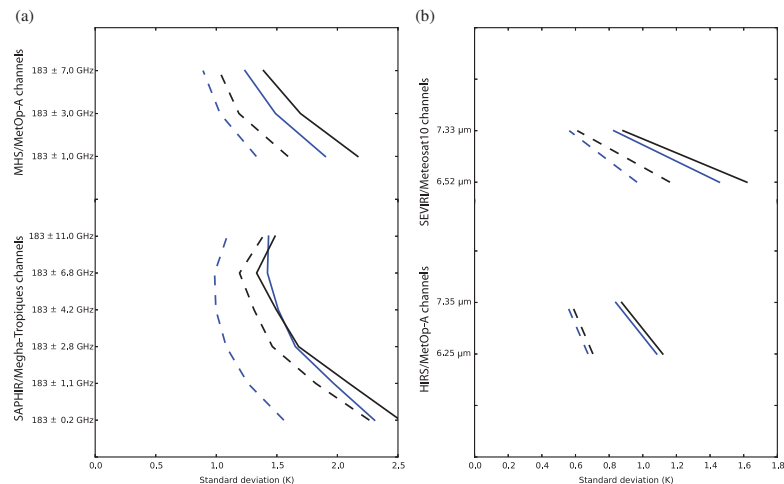 (a)
MHS/MetOp-A channels
183 ± 7,0 GHz
183 ± 3,0 GHz
183 ± 1,0 GHz
SAPHIR/Megha-Tropiques channels
183 ± 11.0 GHz
183 ± 6.8 GHz
183 ± 4.2 GHz
183 ± 2.8 GHz
183 ± 1,1 GHz
183 ± 0.2 GHz
0.0 0.5 1.0 1.5 2.0 2.5
Standard deviation (K)
(b)
SEVIRI/Meteosat10 channels
7.33 µm
6.52 µm
HIRS/MetOp-A channels
7.35 µm
6.25 µm
0.0 0.2 0.4 0.6 0.8 1.0 1.2 1.4 1.6 1.8
Standard deviation (K)